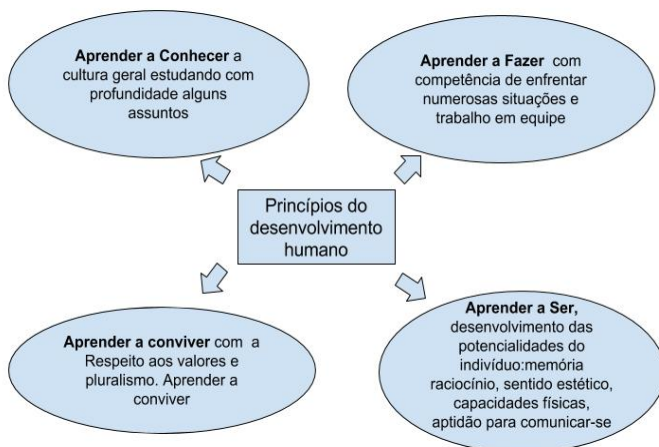 Aprender a Conhecer a
cultura geral estudando com
profundidade alguns
assuntos
Aprender a Fazer com
competência de enfrentar
numerosas situações e
trabalho em equipe
Princípios do
desenvolvimento
humano
Aprender a conviver com a
Respeito aos valores e
pluralismo. Aprender a
conviver
Aprender a Ser,
desenvolvimento das
potencialidades do
indivíduo:memória
raciocínio, sentido estético,
capacidades físicas,
aptidão para comunicar-se